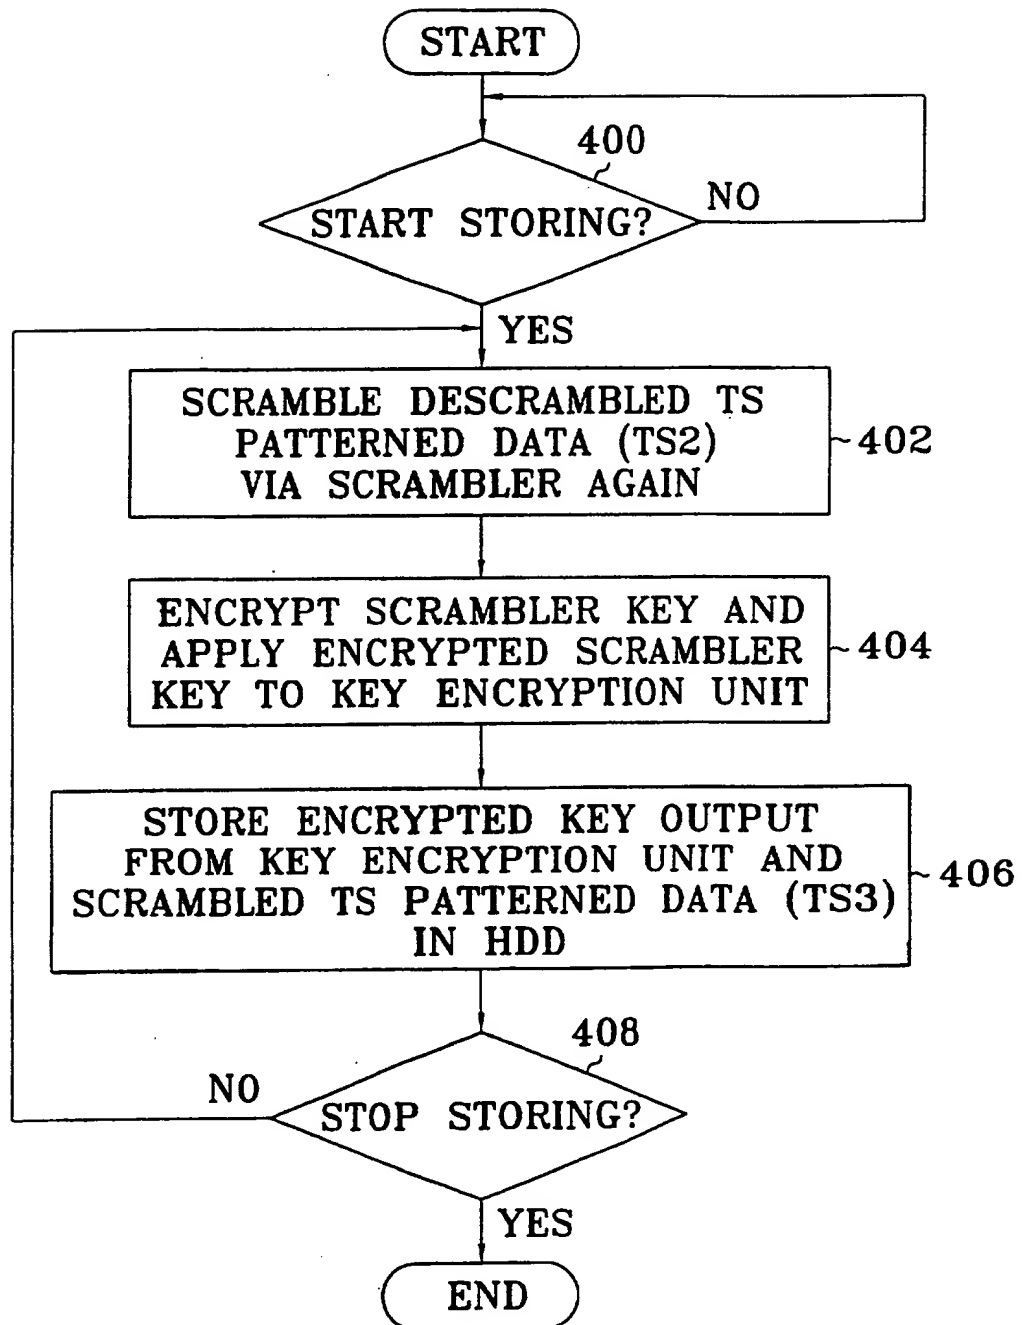 START
400
NO
START STORING?
YES
SCRAMBLE DESCRAMBLED TS
PATTERNED DATA (TS2)
VIA SCRAMBLER AGAIN
402
ENCRYPT SCRAMBLER KEY AND
APPLY ENCRYPTED SCRAMBLER
KEY TO KEY ENCRYPTION UNIT
404
STORE ENCRYPTED KEY OUTPUT
FROM KEY ENCRYPTION UNIT AND
SCRAMBLED TS PATTERNED DATA (TS3)
IN HDD
406
408
NO
STOP STORING?
YES
END